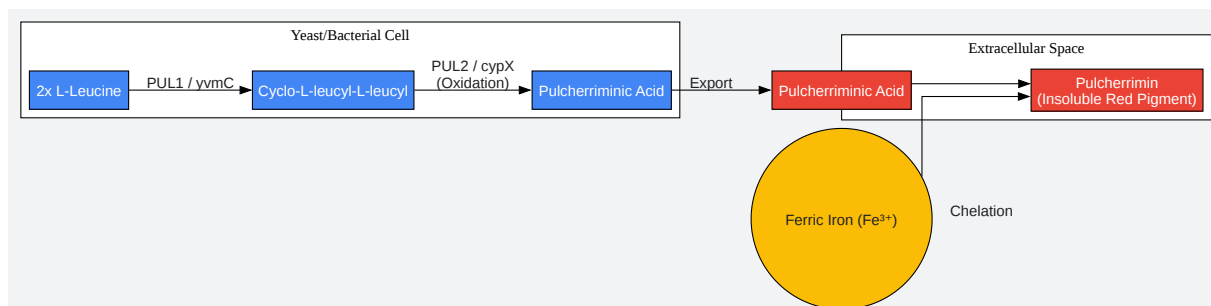 Yeast/Bacterial Cell
2x L-Leucine
PUL1 / yvmC
Cyclo-L-leucyl-L-leucyl
PUL2 / cypX
(Oxidation)
Pulcherriminic Acid
Export
Extracellular Space
Pulcherriminic Acid
Pulcherrimin
(Insoluble Red Pigment)
Ferric Iron (Fe³⁺)
Chelation